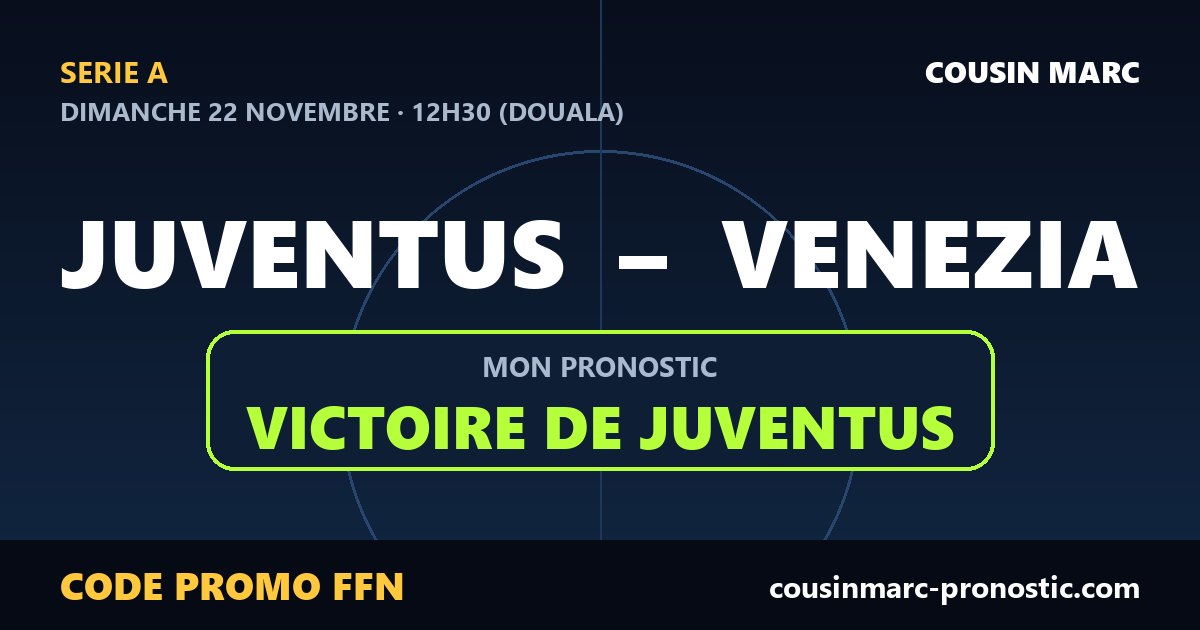 SERIE A
COUSIN MARC
DIMANCHE 22 NOVEMBRE · 12H30 (DOUALA)
JUVENTUS – VENEZIA
MON PRONOSTIC
VICTOIRE DE JUVENTUS
CODE PROMO FFN
cousinmarc-pronostic.com